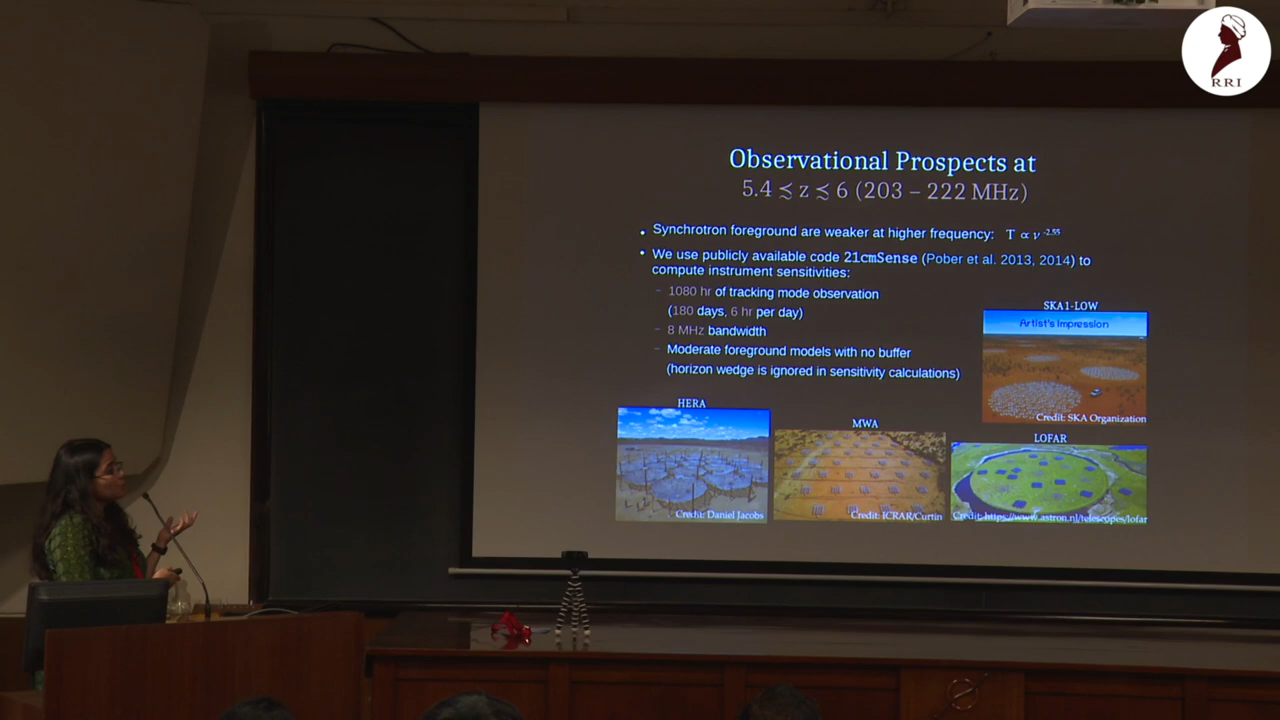 RRI
Observational Prospects at
5.4 ≲ z ≲ 6 (203 – 222 MHz)
• Synchrotron foreground are weaker at higher frequency: T ∝ ν^-2.55
• We use publicly available code 21cmSense (Pober et al. 2013, 2014) to
compute instrument sensitivities:
– 1080 hr of tracking mode observation
(180 days, 6 hr per day)
– 8 MHz bandwidth
– Moderate foreground models with no buffer
(horizon wedge is ignored in sensitivity calculations)
SKA1-LOW
Artist's Impression
Credit: SKA Organization
HERA
Credit: Daniel Jacobs
MWA
Credit: ICRAR/Curtin
LOFAR
Credit: https://www.astron.nl/telescopes/lofar